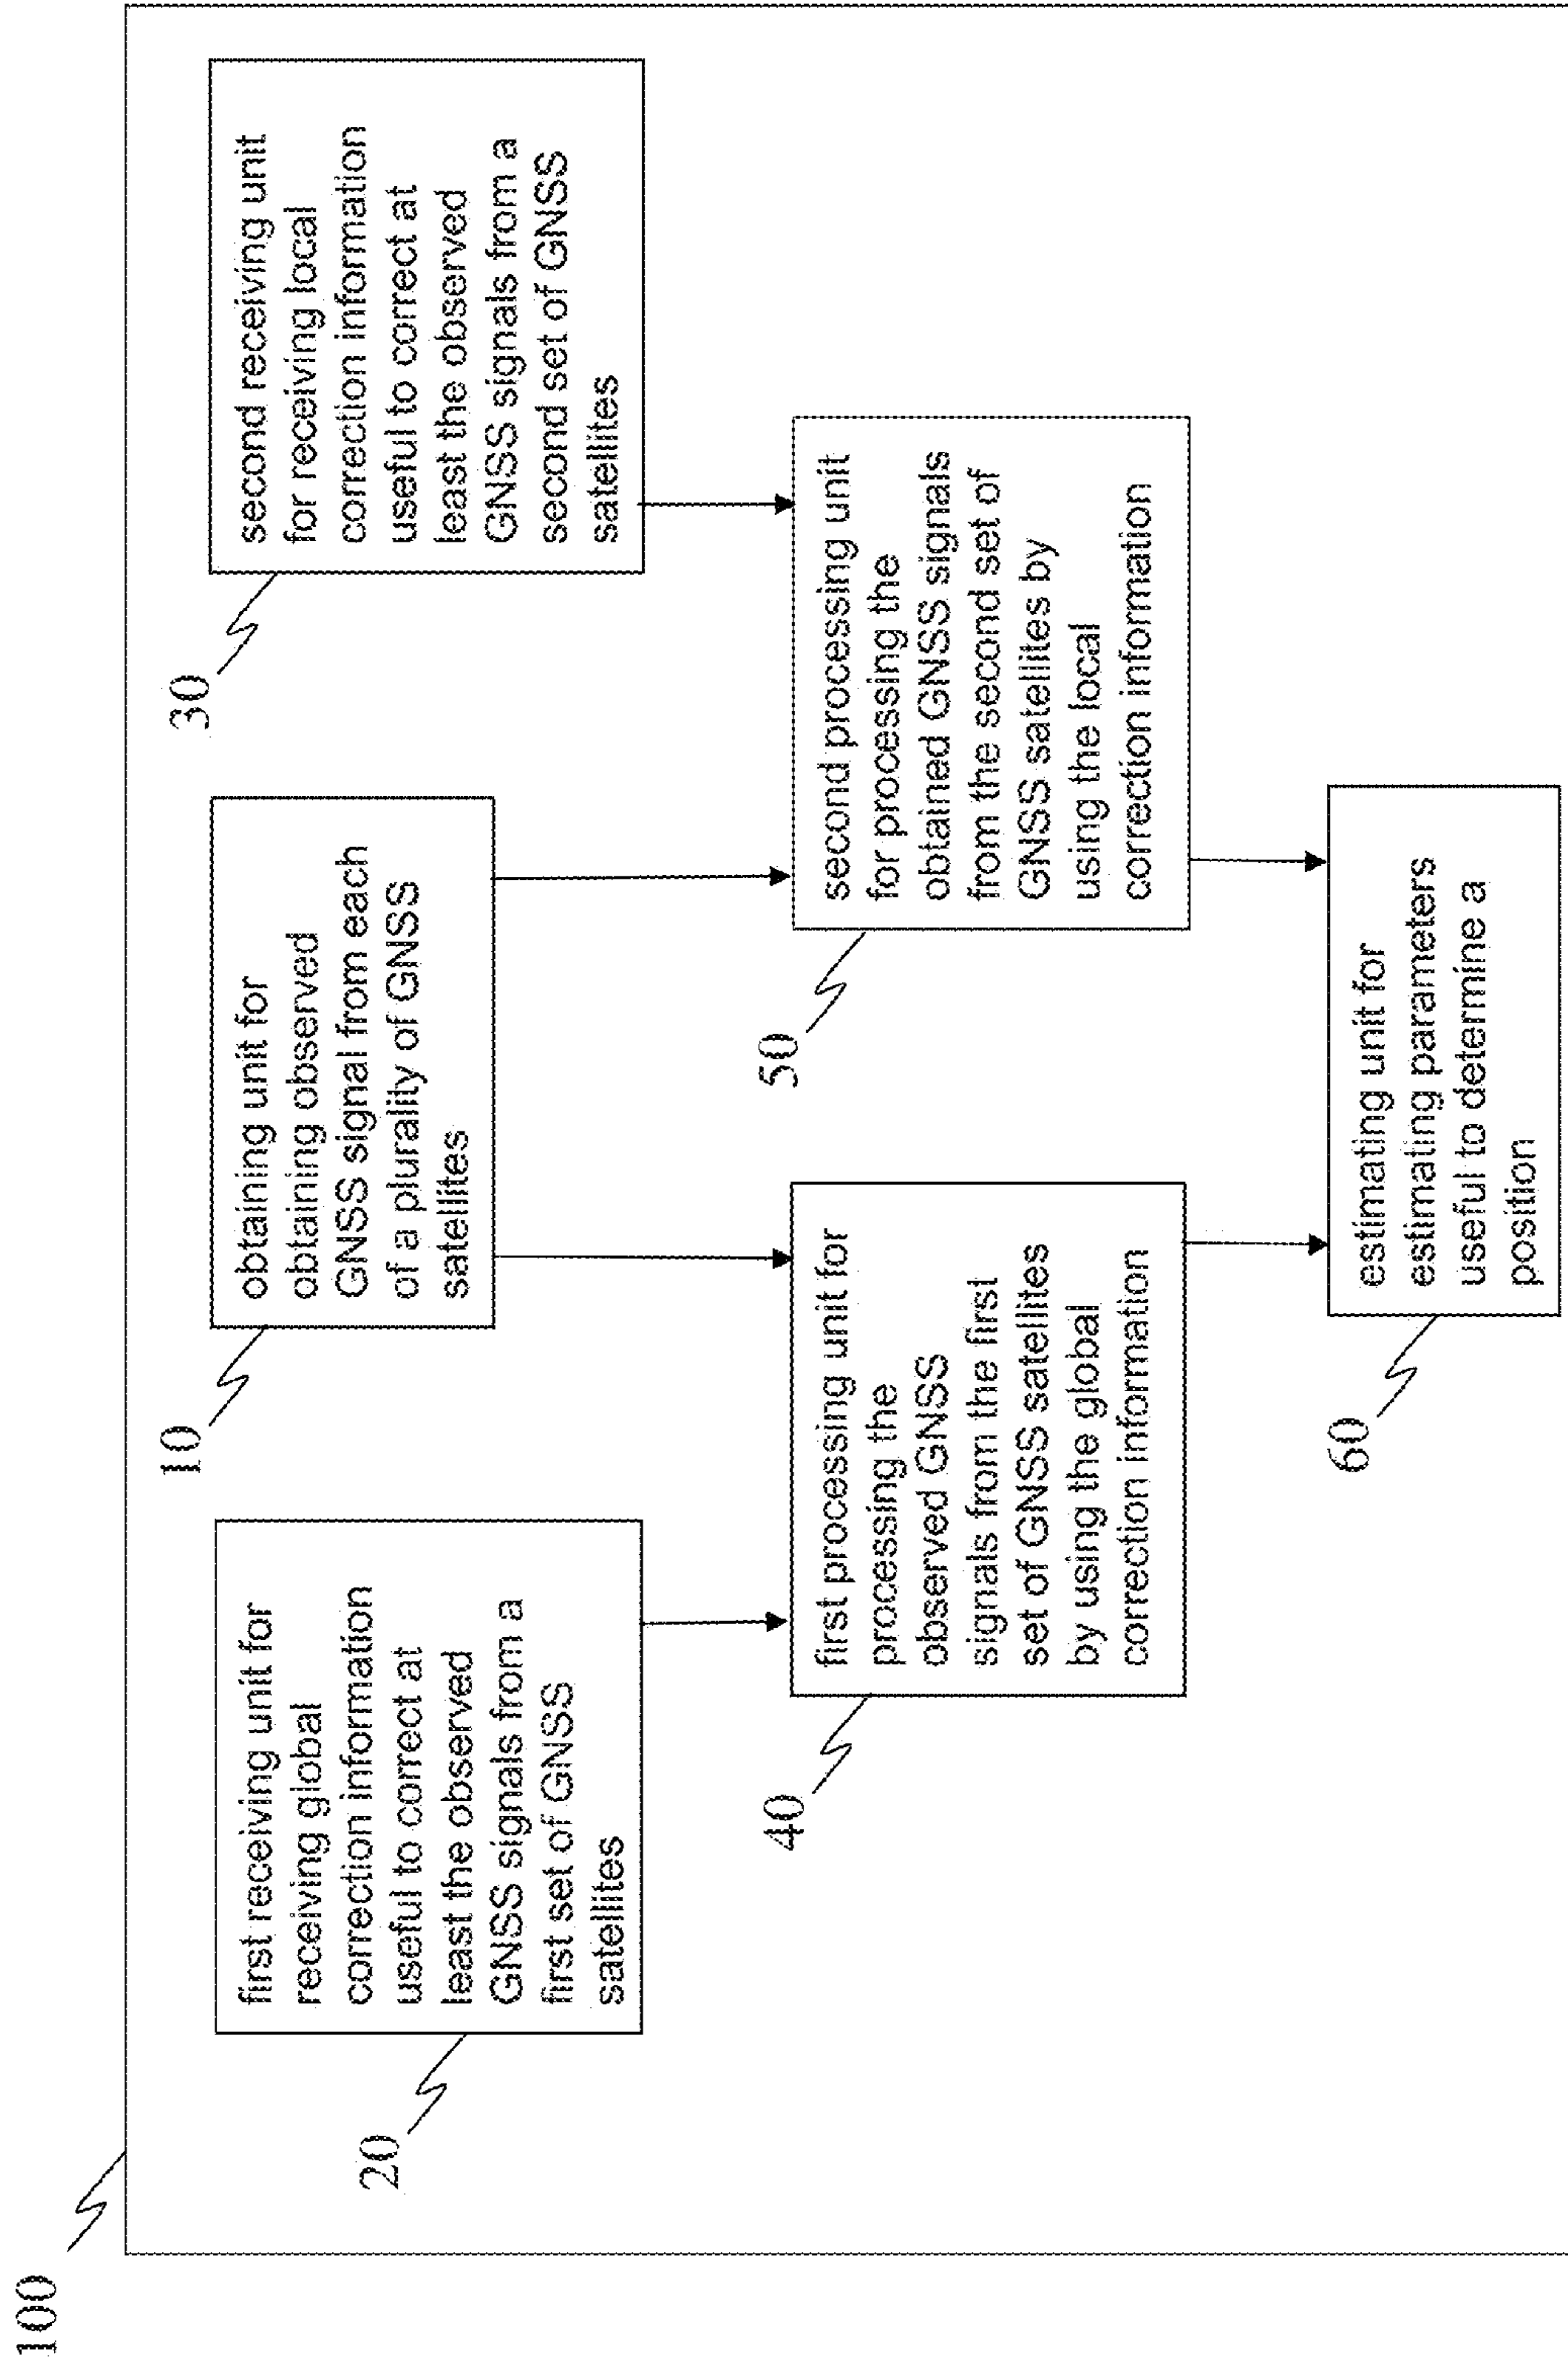 100
20
first receiving unit for
receiving global
correction information
useful to correct at
least the observed
GNSS signals from a
first set of GNSS
satellites
10
obtaining unit for
obtaining observed
GNSS signal from each
of a plurality of GNSS
satellites
30
second receiving unit
for receiving local
correction information
useful to correct at
least the observed
GNSS signals from a
second set of GNSS
satellites
40
first processing unit for
processing the
observed GNSS
signals from the first
set of GNSS satellites
by using the global
correction information
50
second processing unit
for processing the
obtained GNSS signals
from the second set of
GNSS satellites by
using the local
correction information
60
estimating unit for
estimating parameters
useful to determine a
position